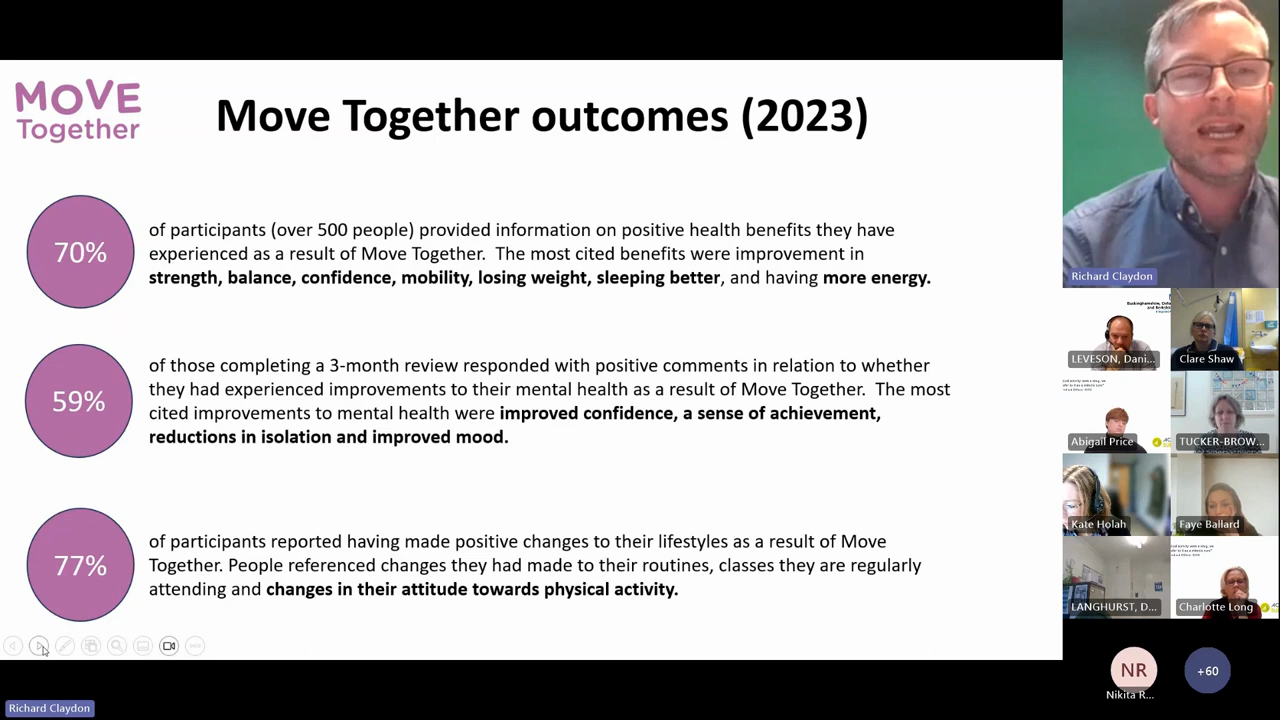 MOVE
Together
Move Together outcomes (2023)
70%
of participants (over 500 people) provided information on positive health benefits they have
experienced as a result of Move Together.  The most cited benefits were improvement in
strength, balance, confidence, mobility, losing weight, sleeping better, and having more energy.
59%
of those completing a 3-month review responded with positive comments in relation to whether
they had experienced improvements to their mental health as a result of Move Together.  The most
cited improvements to mental health were improved confidence, a sense of achievement,
reductions in isolation and improved mood.
77%
of participants reported having made positive changes to their lifestyles as a result of Move
Together. People referenced changes they had made to their routines, classes they are regularly
attending and changes in their attitude towards physical activity.
Richard Claydon
Richard Claydon
LEVESON, Dani...
Clare Shaw
Abigail Price
TUCKER-BROW...
Kate Holah
Faye Ballard
LANGHURST, D...
Charlotte Long
NR
Nikita R...
+60